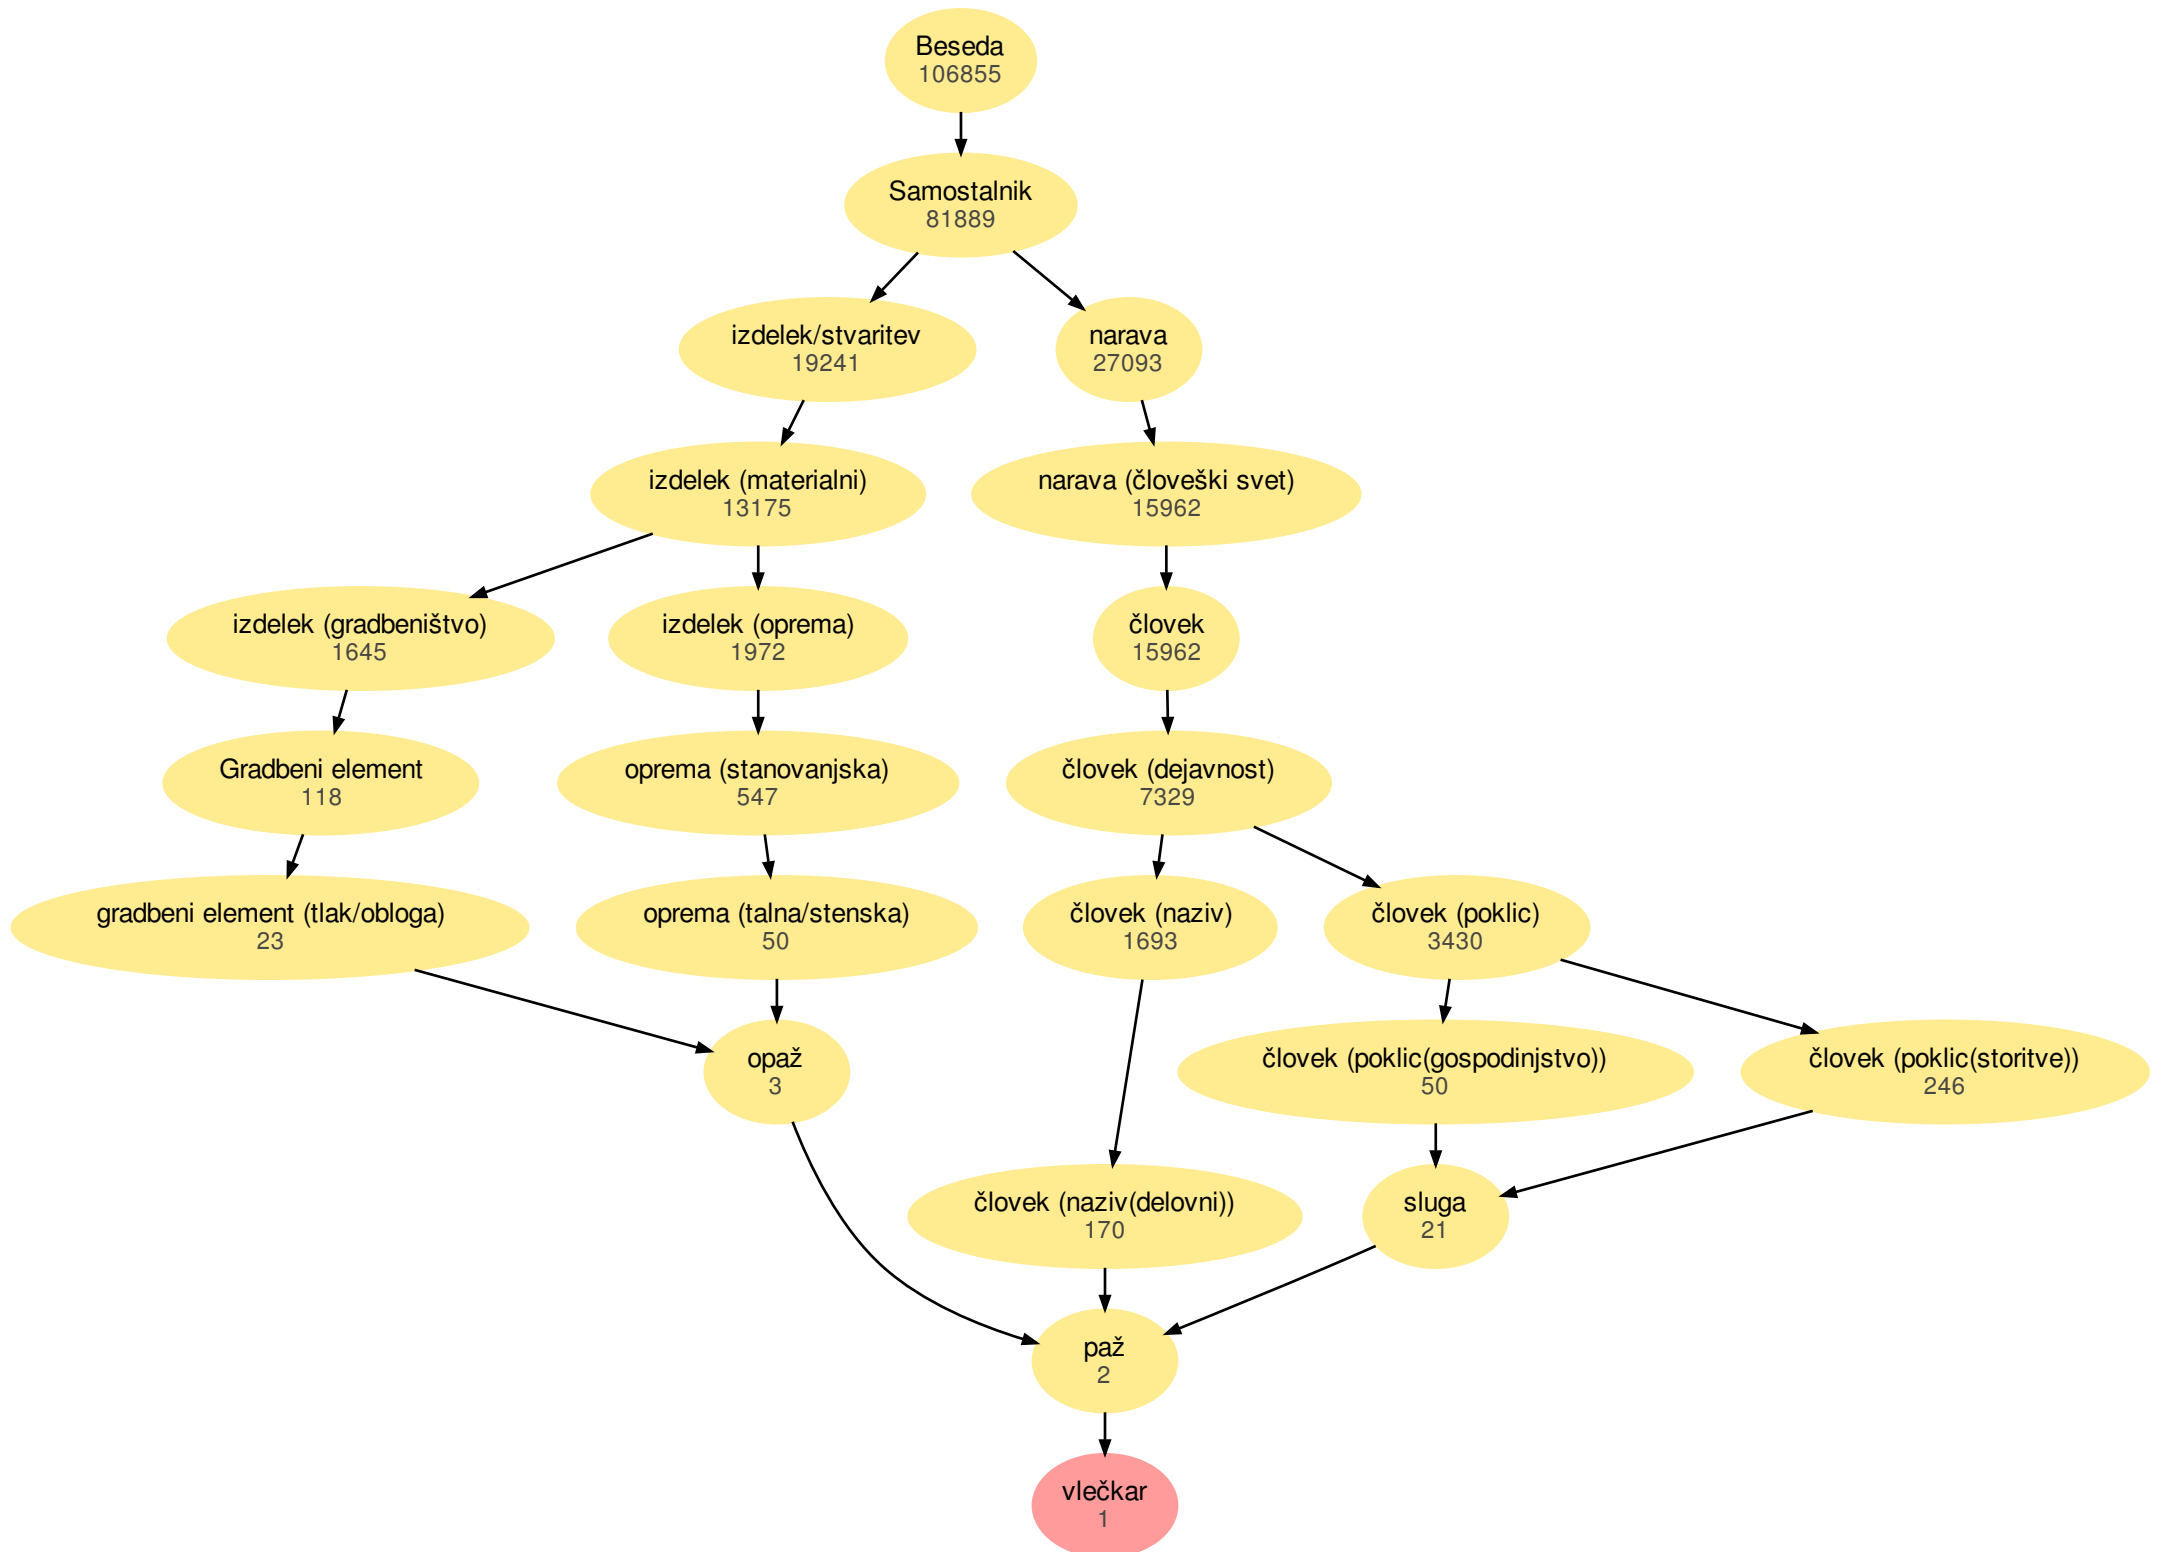 Beseda
106855
Samostalnik
81889
izdelek/stvaritev
19241
narava
27093
izdelek (materialni)
13175
narava (človeški svet)
15962
izdelek (gradbeništvo)
1645
izdelek (oprema)
1972
človek
15962
Gradbeni element
118
oprema (stanovanjska)
547
človek (dejavnost)
7329
gradbeni element (tlak/obloga)
23
oprema (talna/stenska)
50
človek (naziv)
1693
človek (poklic)
3430
opaž
3
človek (poklic(gospodinjstvo))
50
človek (poklic(storitve))
246
človek (naziv(delovni))
170
sluga
21
paž
2
vlečkar
1